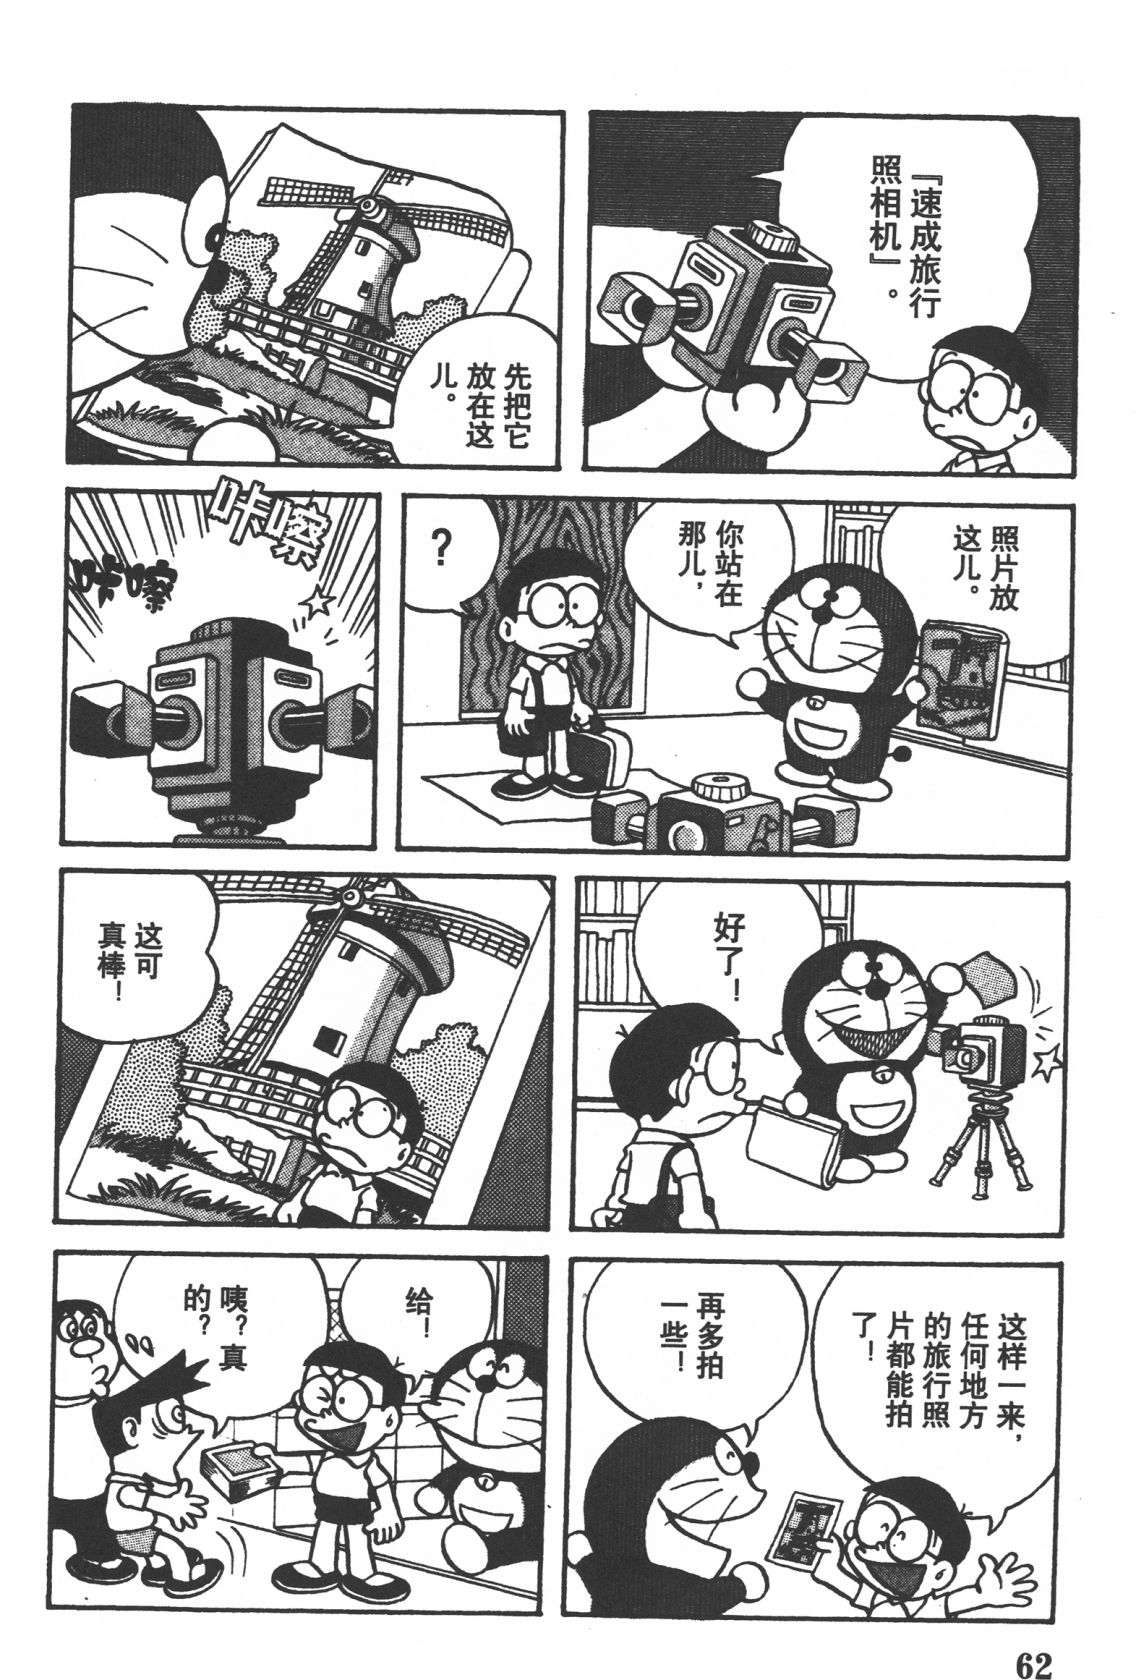 『速成旅行
照相机』。
先把它
放在这
儿。
照片放
这儿。
你站在
那儿，
？
咔嚓
咔嚓
好了！
这可
真棒！
这样一来，
任何地方
的旅行照
片都能拍
了！
再多拍
一些！
给！
咦？真
的？
62